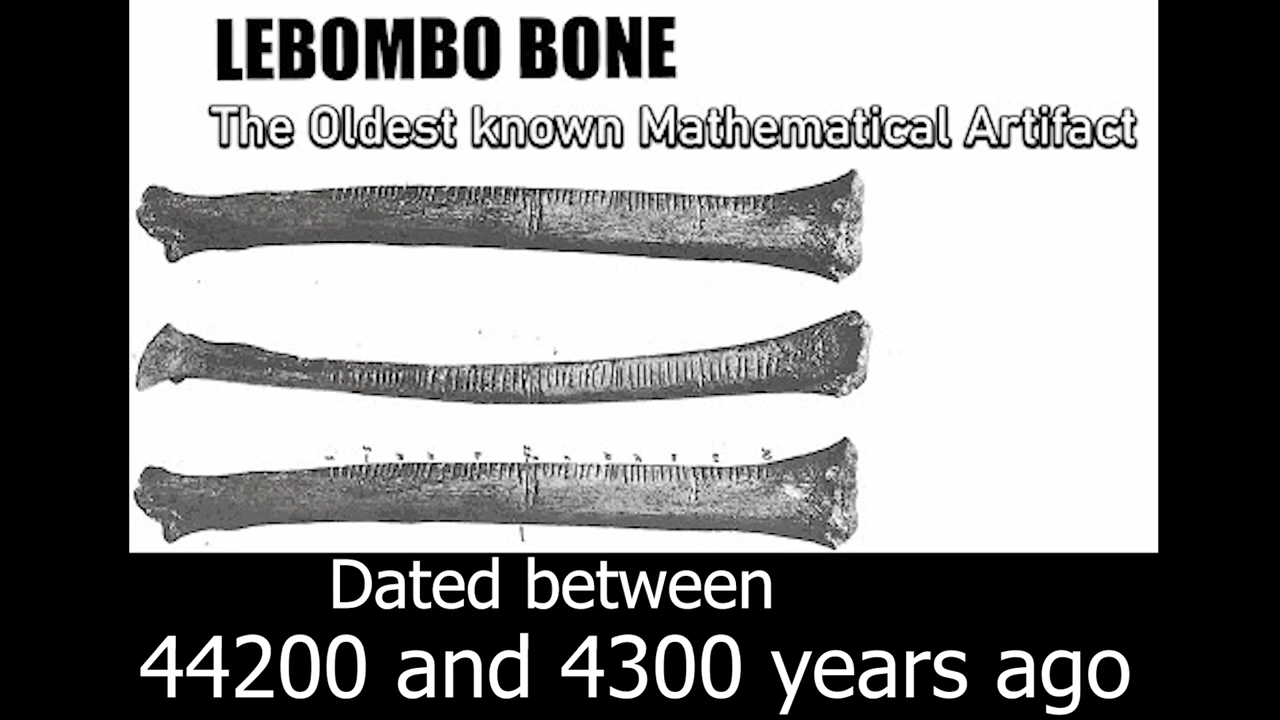 LEBOMBO BONE
The Oldest known Mathematical Artifact
Dated between
44200 and 4300 years ago